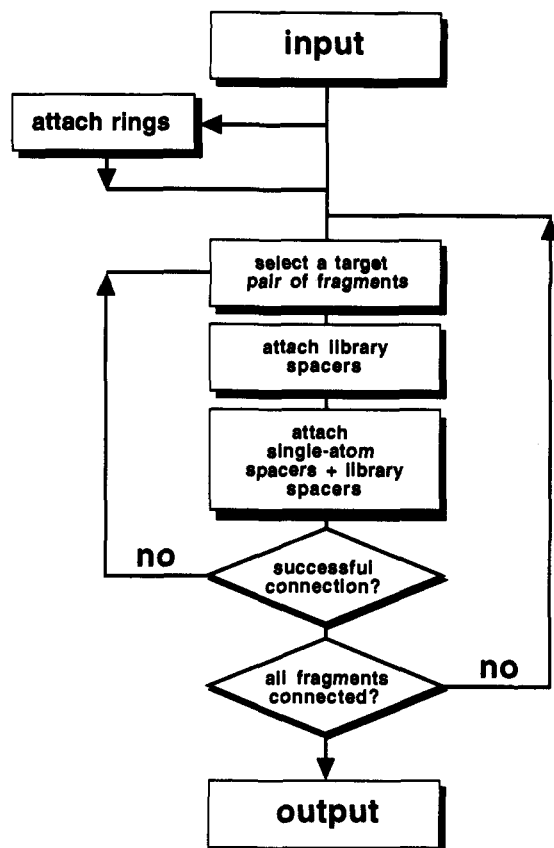 input
attach rings
select a target
pair of fragments
attach library
spacers
attach
single-atom
spacers + library
spacers
no
successful
connection?
all fragments
connected?
no
output